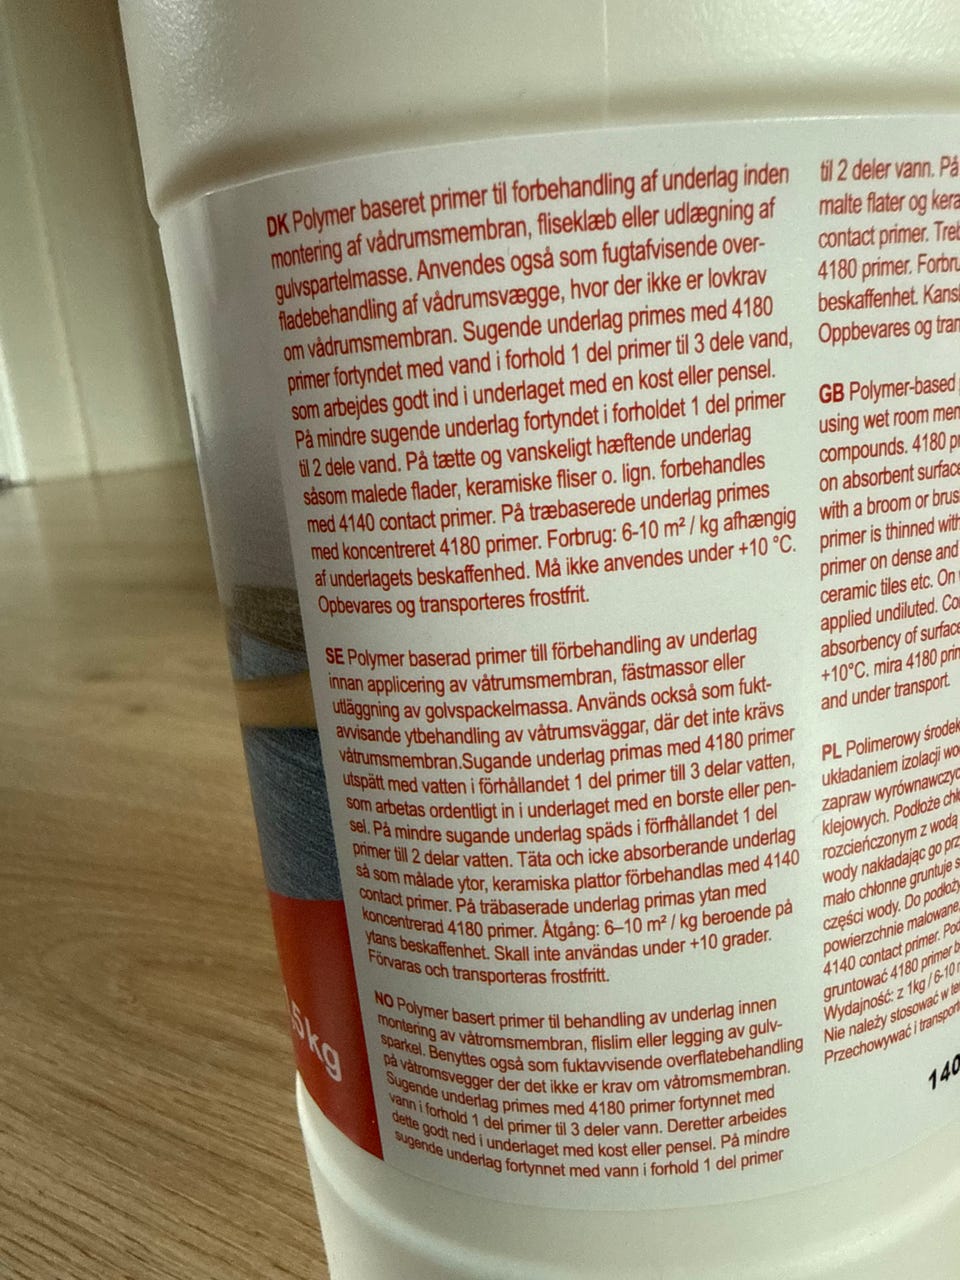 DK Polymer baseret primer til forbehandling af underlag inden
montering af vådrumsmembran, fliseklæb eller udlægning af
gulvspartelmasse. Anvendes også som fugtafvisende over-
fladebehandling af vådrumsvægge, hvor der ikke er lovkrav
om vådrumsmembran. Sugende underlag primes med 4180
primer fortyndet med vand i forhold 1 del primer til 3 dele vand,
som arbejdes godt ind i underlaget med en kost eller pensel.
På mindre sugende underlag fortyndet i forholdet 1 del primer
til 2 dele vand. På tætte og vanskeligt hæftende underlag
såsom malede flader, keramiske fliser o. lign. forbehandles
med 4140 contact primer. På træbaserede underlag primes
med koncentreret 4180 primer. Forbrug: 6-10 m² / kg afhængig
af underlagets beskaffenhed. Må ikke anvendes under +10 °C.
Opbevares og transporteres frostfrit.
SE Polymer baserad primer till förbehandling av underlag
innan applicering av våtrumsmembran, fästmassor eller
utläggning av golvspackelmassa. Används också som fukt-
avvisande ytbehandling av våtrumsväggar, där det inte krävs
våtrumsmembran.Sugande underlag primas med 4180 primer
utspätt med vatten i förhållandet 1 del primer till 3 delar vatten,
som arbetas ordentligt in i underlaget med en borste eller pen-
sel. På mindre sugande underlag späds i förfhållandet 1 del
primer till 2 delar vatten. Täta och icke absorberande underlag
så som målade ytor, keramiska plattor förbehandlas med 4140
contact primer. På träbaserade underlag primas ytan med
koncentrerad 4180 primer. Åtgång: 6–10 m² / kg beroende på
ytans beskaffenhet. Skall inte användas under +10 grader.
Förvaras och transporteras frostfritt.
NO Polymer basert primer til behandling av underlag innen
montering av våtromsmembran, flislim eller legging av gulv-
sparkel. Benyttes også som fuktavvisende overflatebehandling
på våtromsvegger der det ikke er krav om våtromsmembran.
Sugende underlag primes med 4180 primer fortynnet med
vann i forhold 1 del primer til 3 deler vann. Deretter arbeides
dette godt ned i underlaget med kost eller pensel. På mindre
sugende underlag fortynnet med vann i forhold 1 del primer
til 2 deler vann. På
malte flater og kera
contact primer. Treb
4180 primer. Forbru
beskaffenhet. Kansk
Oppbevares og tran
GB Polymer-based
using wet room mem
compounds. 4180 pr
on absorbent surface
with a broom or brus
primer is thinned with
primer on dense and
ceramic tiles etc. On
applied undiluted. Co
absorbency of surface
+10°C. mira 4180 prim
and under transport.
PL Polimerowy środek
układaniem izolacji wo
zapraw wyrównawczyc
klejowych. Podłoże chł
rozcieńczonym z wodą
wody nakładając go prz
mało chłonne gruntuje s
części wody. Do podłoży
powierzchnie malowane,
4140 contact primer. Pod
gruntować 4180 primer b
Wydajność: z 1kg / 6-10 m
Nie należy stosować w te
Przechowywać i transport
140
5kg